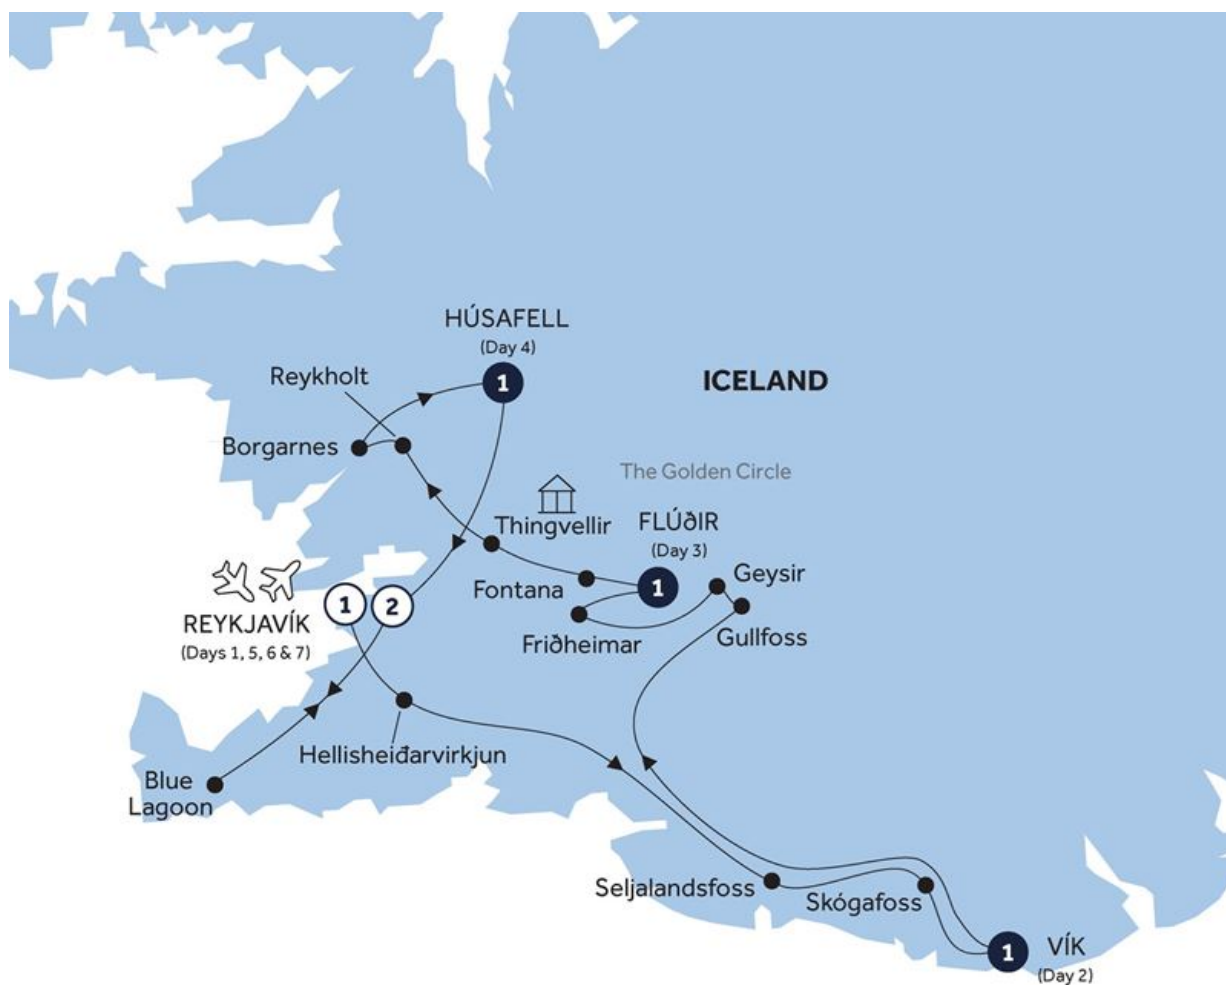 HÚSAFELL
(Day 4)
1
Reykholt
ICELAND
Borgarnes
The Golden Circle
Thingvellir
FLÚðIR
(Day 3)
1
Fontana
Geysir
Friðheimar
Gullfoss
1
2
REYKJAVÍK
(Days 1, 5, 6 & 7)
Hellisheiðarvirkjun
Blue
Lagoon
Seljalandsfoss
Skógafoss
1
VÍK
(Day 2)